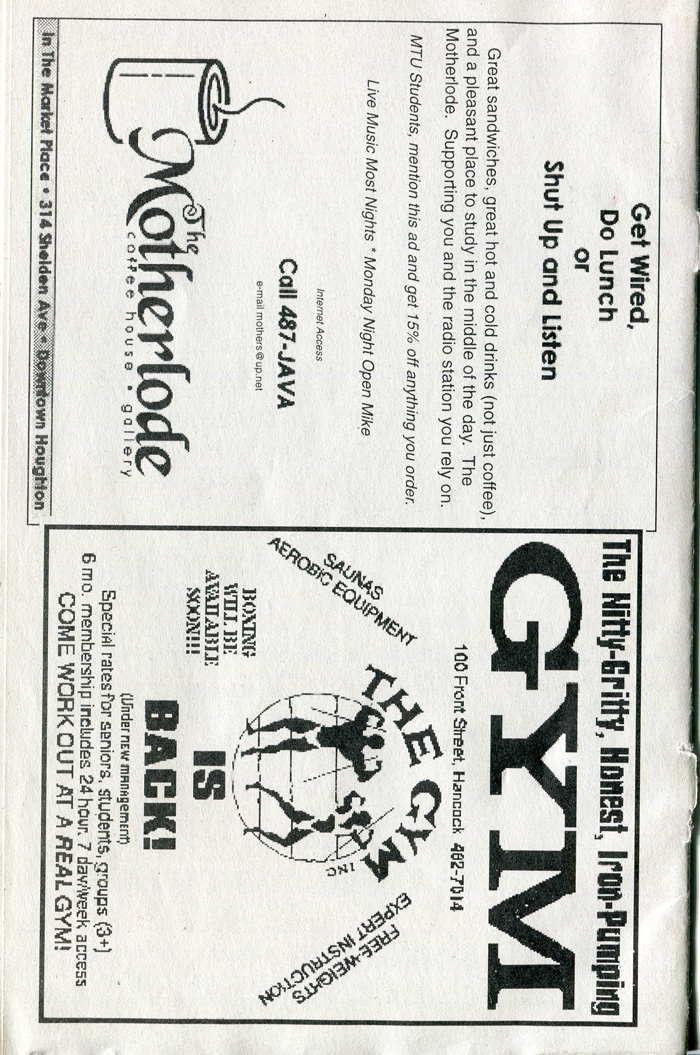 Get Wired,
Do Lunch
or
Shut Up and Listen
Great sandwiches, great hot and cold drinks (not just coffee),
and a pleasant place to study in the middle of the day. The
Motherlode. Supporting you and the radio station you rely on.
MTU Students, mention this ad and get 15% off anything you order.
Live Music Most Nights * Monday Night Open Mike
Internet Access
Call 487-JAVA
e-mail mothers@up.net
The
Motherlode
coffee house • gallery
In The Market Place • 314 Shelden Ave • Downtown Houghton
The Nitty-Gritty, Honest, Iron-Pumping
GYM
100 Front Street, Hancock 482-7014
SAUNAS
AEROBIC EQUIPMENT
THE GYM
INC
FREE-WEIGHTS
EXPERT INSTRUCTION
BOXING
WILL BE
AVAILABLE
SOON!!!
IS
BACK!
(Under new management)
Special rates for seniors, students, groups (3+)
6 mo. membership includes 24 hour, 7 day/week access
COME WORK OUT AT A REAL GYM!